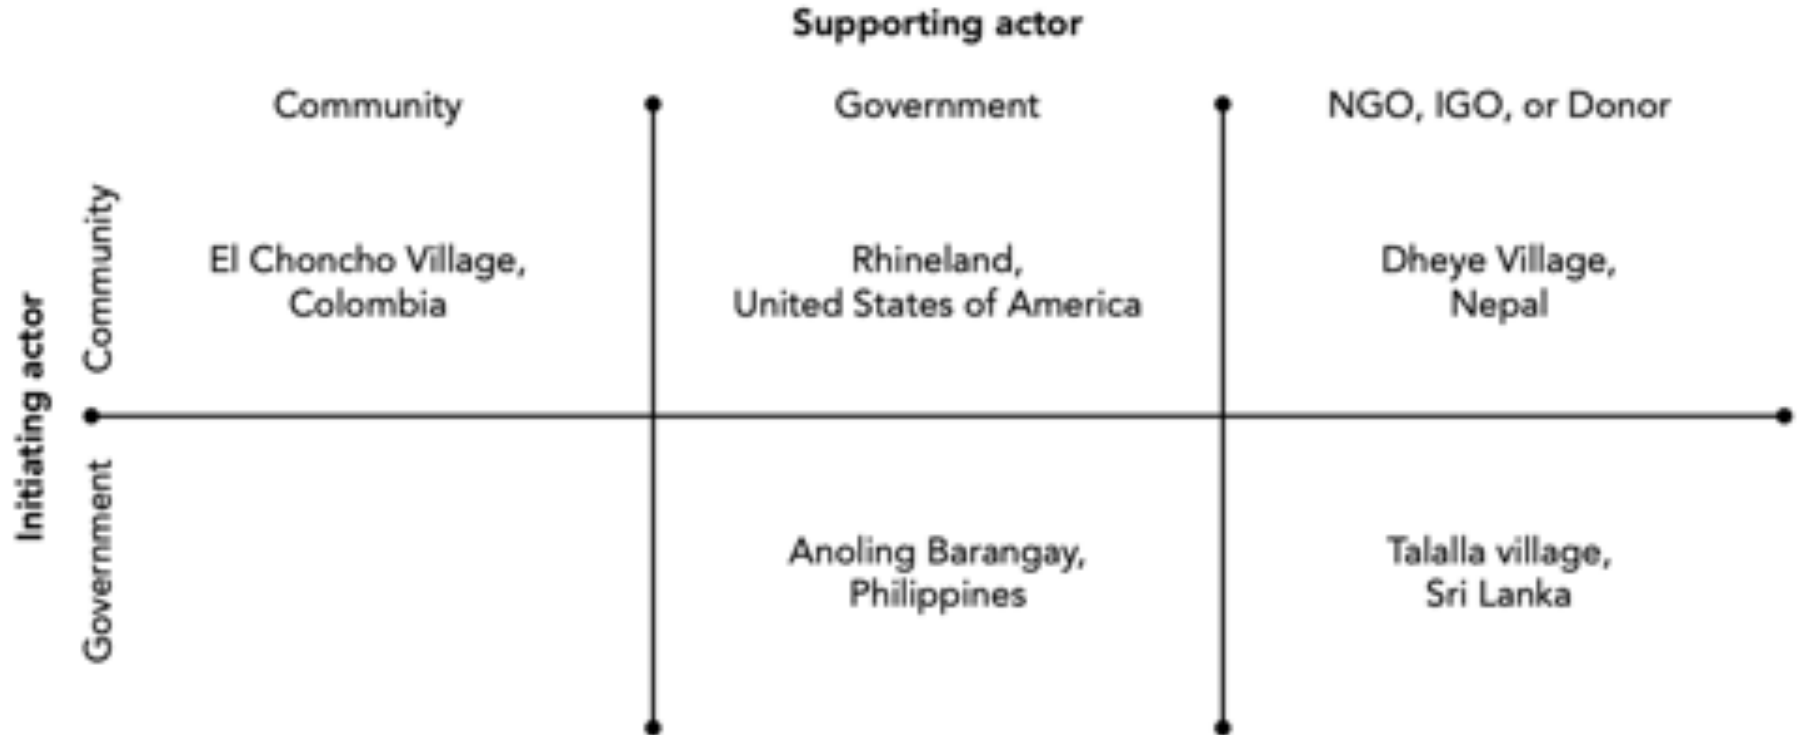 Supporting actor
Community
Government
NGO, IGO, or Donor
Initiating actor
Community
El Choncho Village,
Colombia
Rhineland,
United States of America
Dheye Village,
Nepal
Government
Anoling Barangay,
Philippines
Talalla village,
Sri Lanka